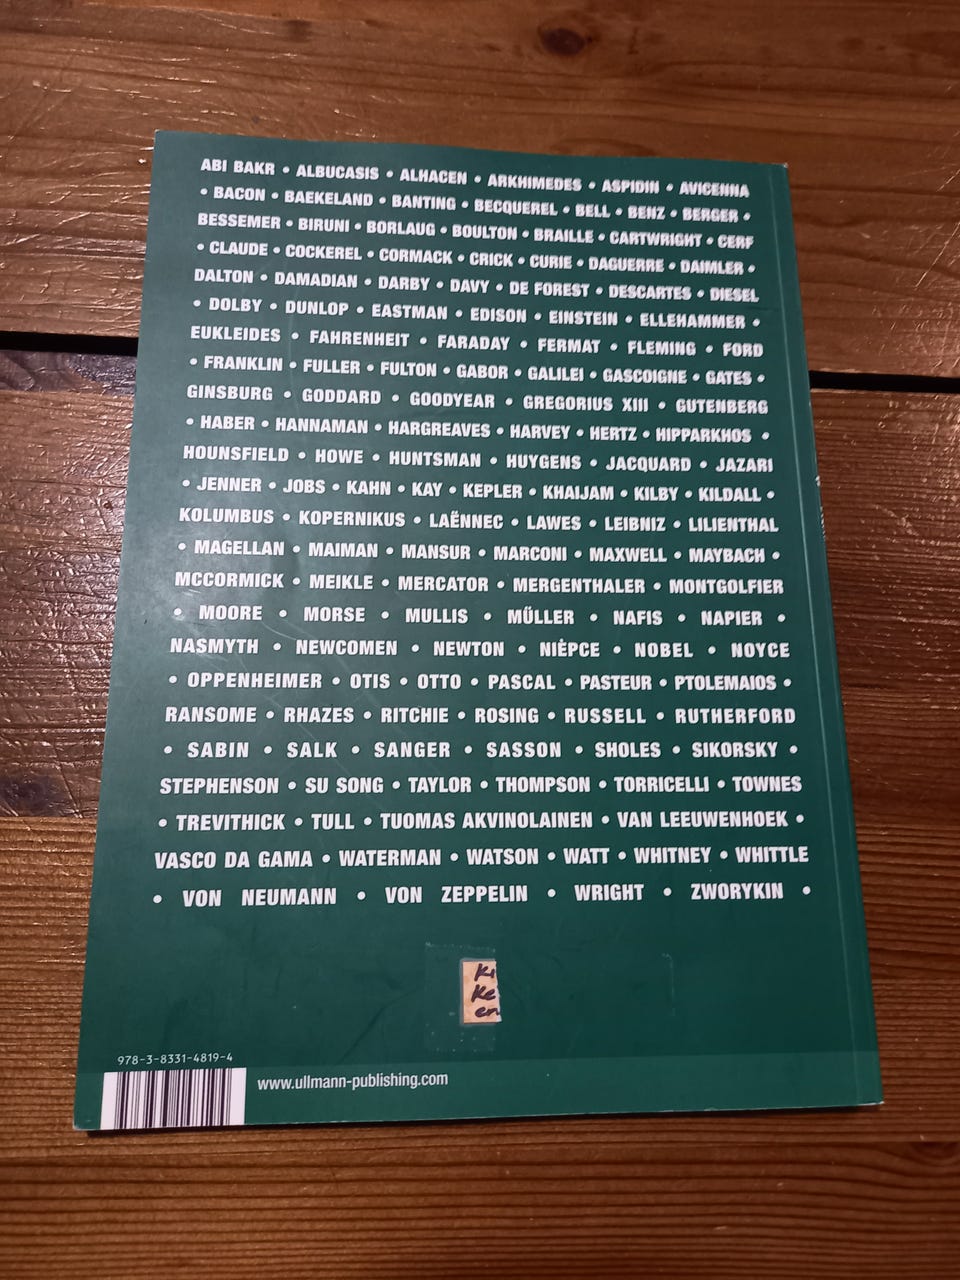 ABI BAKR • ALBUCASIS • ALHACEN • ARKHIMEDES • ASPIDIN • AVICENNA
• BACON • BAEKELAND • BANTING • BECQUEREL • BELL • BENZ • BERGER •
BESSEMER • BIRUNI • BORLAUG • BOULTON • BRAILLE • CARTWRIGHT • CERF
• CLAUDE • COCKEREL • CORMACK • CRICK • CURIE • DAGUERRE • DAIMLER •
DALTON • DAMADIAN • DARBY • DAVY • DE FOREST • DESCARTES • DIESEL
• DOLBY • DUNLOP • EASTMAN • EDISON • EINSTEIN • ELLEHAMMER •
EUKLEIDES • FAHRENHEIT • FARADAY • FERMAT • FLEMING • FORD
• FRANKLIN • FULLER • FULTON • GABOR • GALILEI • GASCOIGNE • GATES •
GINSBURG • GODDARD • GOODYEAR • GREGORIUS XIII • GUTENBERG
• HABER • HANNAMAN • HARGREAVES • HARVEY • HERTZ • HIPPARKHOS •
HOUNSFIELD • HOWE • HUNTSMAN • HUYGENS • JACQUARD • JAZARI
• JENNER • JOBS • KAHN • KAY • KEPLER • KHAIJAM • KILBY • KILDALL •
KOLUMBUS • KOPERNIKUS • LAËNNEC • LAWES • LEIBNIZ • LILIENTHAL
• MAGELLAN • MAIMAN • MANSUR • MARCONI • MAXWELL • MAYBACH •
MCCORMICK • MEIKLE • MERCATOR • MERGENTHALER • MONTGOLFIER
• MOORE • MORSE • MULLIS • MŰLLER • NAFIS • NAPIER •
NASMYTH • NEWCOMEN • NEWTON • NIÈPCE • NOBEL • NOYCE
• OPPENHEIMER • OTIS • OTTO • PASCAL • PASTEUR • PTOLEMAIOS •
RANSOME • RHAZES • RITCHIE • ROSING • RUSSELL • RUTHERFORD
• SABIN • SALK • SANGER • SASSON • SHOLES • SIKORSKY •
STEPHENSON • SU SONG • TAYLOR • THOMPSON • TORRICELLI • TOWNES
• TREVITHICK • TULL • TUOMAS AKVINOLAINEN • VAN LEEUWENHOEK •
VASCO DA GAMA • WATERMAN • WATSON • WATT • WHITNEY • WHITTLE
• VON NEUMANN • VON ZEPPELIN • WRIGHT • ZWORYKIN •
Ke
en
978-3-8331-4819-4
www.ullmann-publishing.com